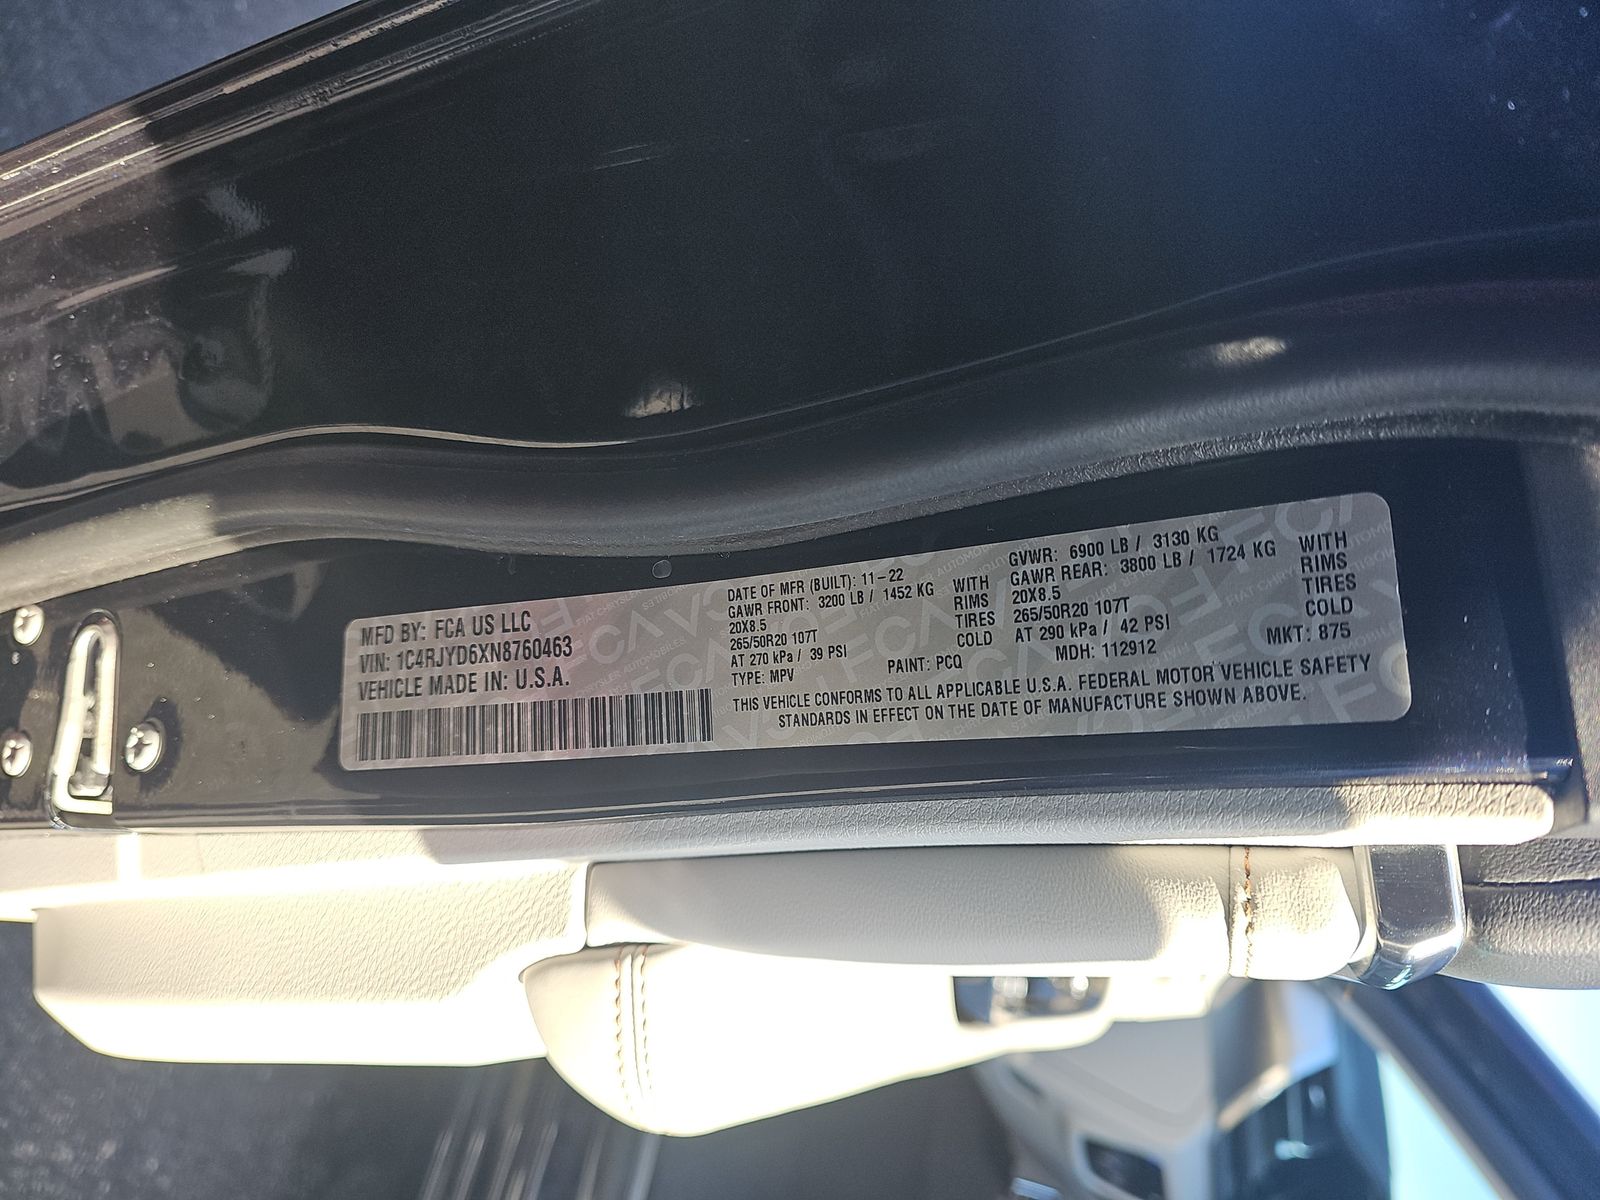 MFD BY: FCA US LLC
VIN: 1C4RJYD6XN8760463
VEHICLE MADE IN: U.S.A.
DATE OF MFR (BUILT): 11-22
GAWR FRONT: 3200 LB / 1452 KG WITH
20X8.5 RIMS
265/50R20 107T TIRES
AT 270 kPa / 39 PSI COLD
TYPE: MPV PAINT: PCQ
GVWR: 6900 LB / 3130 KG
GAWR REAR: 3800 LB / 1724 KG WITH
20X8.5 RIMS
265/50R20 107T TIRES
AT 290 kPa / 42 PSI COLD
MDH: 112912 MKT: 875
THIS VEHICLE CONFORMS TO ALL APPLICABLE U.S.A. FEDERAL MOTOR VEHICLE SAFETY
STANDARDS IN EFFECT ON THE DATE OF MANUFACTURE SHOWN ABOVE.